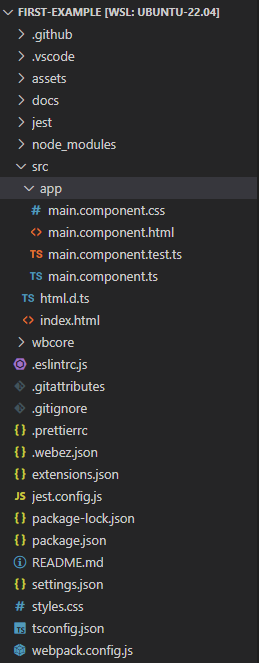 FIRST-EXAMPLE [WSL: UBUNTU-22.04]
.github
.vscode
assets
docs
jest
node_modules
src
app
# main.component.css
<> main.component.html
TS main.component.test.ts
TS main.component.ts
TS html.d.ts
<> index.html
wbcore
.eslintrc.js
.gitattributes
.gitignore
{} .prettierrc
{} .webez.json
{} extensions.json
JS jest.config.js
{} package-lock.json
{} package.json
README.md
{} settings.json
# styles.css
TS tsconfig.json
webpack.config.js